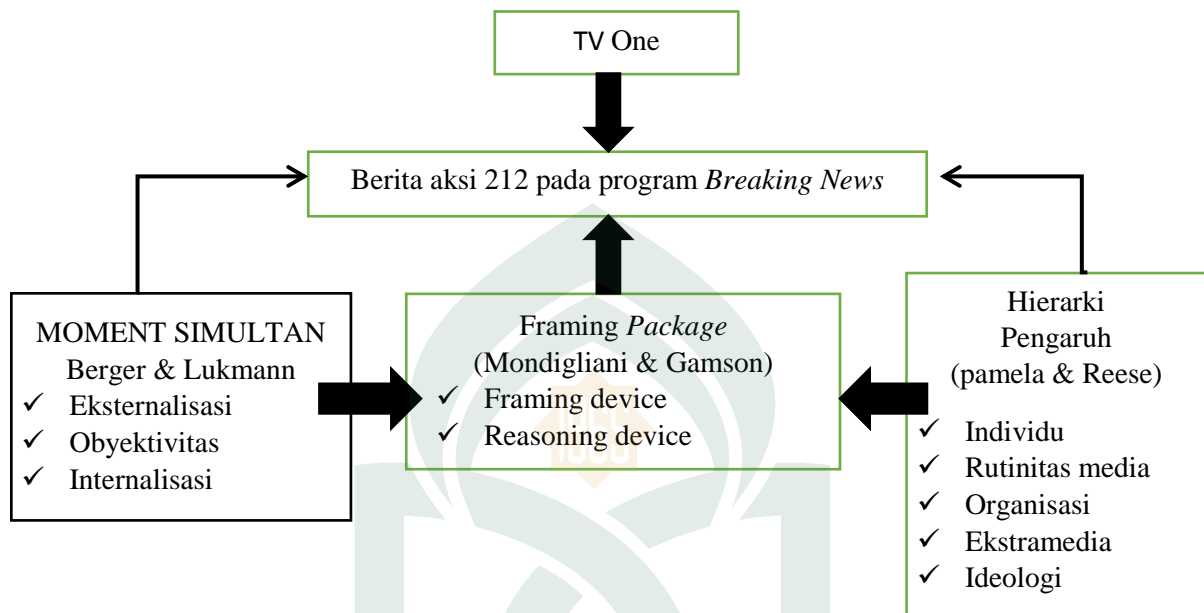 TV One
Berita aksi 212 pada program Breaking News
MOMENT SIMULTAN
Berger & Lukmann
✓ Eksternalisasi
✓ Obyektivitas
✓ Internalisasi
Framing Package
(Mondigliani & Gamson)
✓ Framing device
✓ Reasoning device
Hierarki
Pengaruh
(pamela & Reese)
✓ Individu
✓ Rutinitas media
✓ Organisasi
✓ Ekstramedia
✓ Ideologi